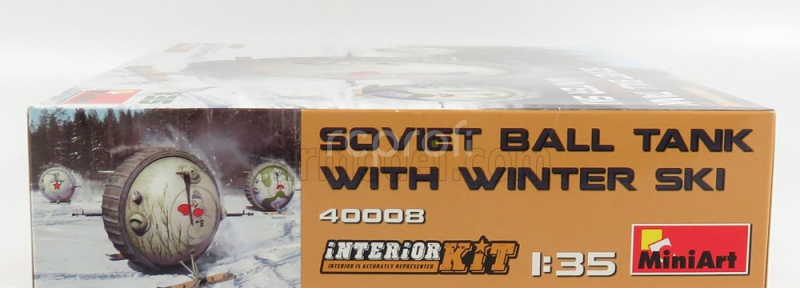 SOVIET BALL TANK
WITH WINTER SKI
40008
iNTERiOR KiT
INTERIOR IS ACCURATELY REPRESENTED
1:35
MiniArt